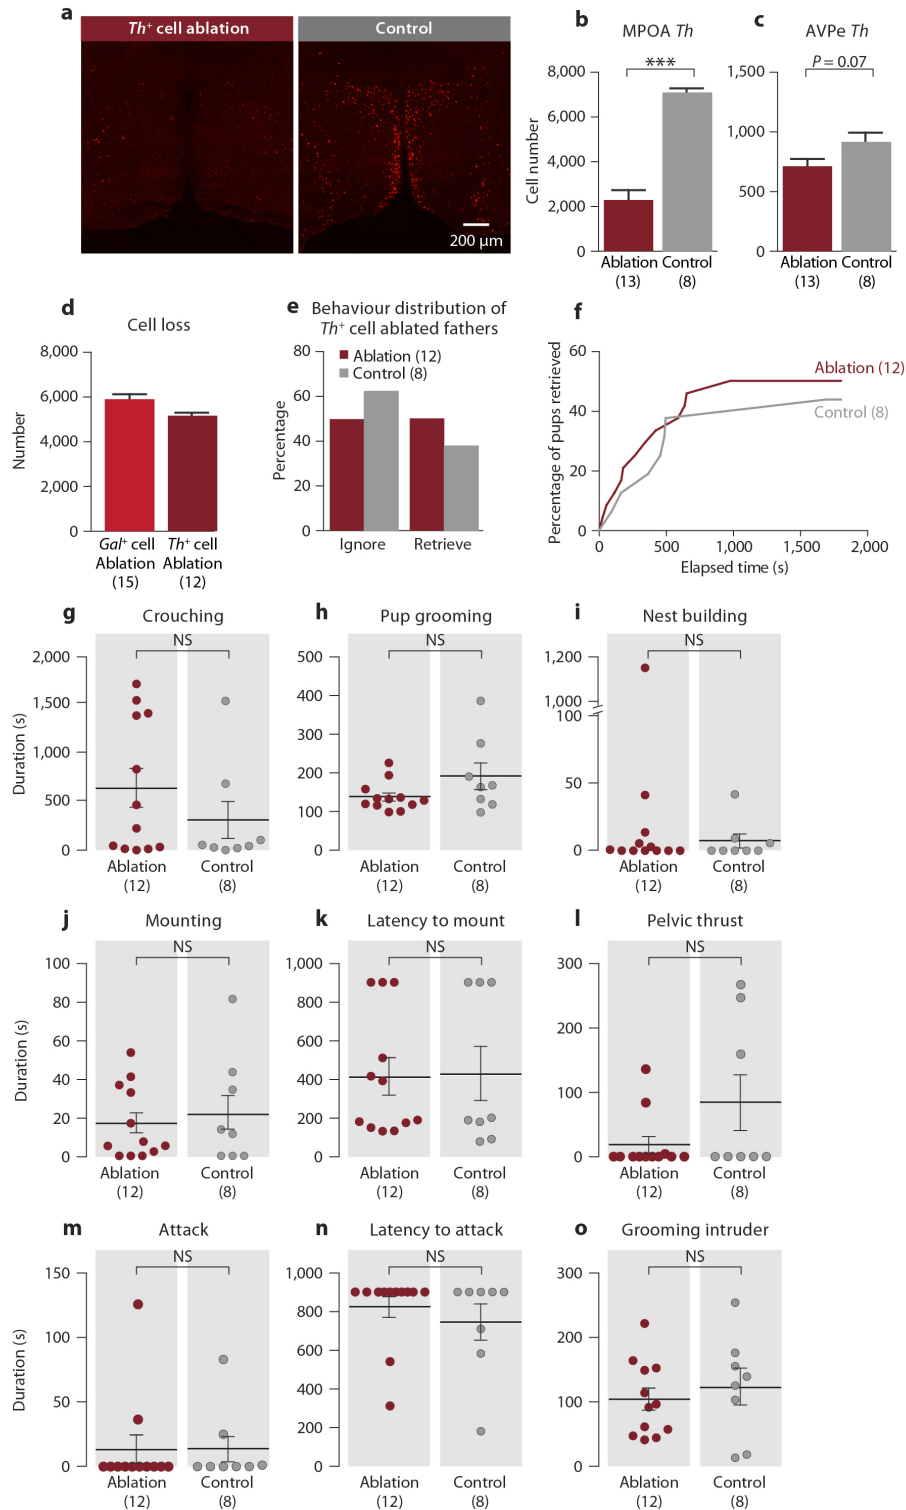 a
Th+ cell ablation
Control
200 μm
b
MPOA Th
***
Cell number
8,000
6,000
4,000
2,000
0
Ablation
(13)
Control
(8)
c
AVPe Th
P = 0.07
1,500
1,000
500
0
Ablation
(13)
Control
(8)
d
Cell loss
Number
8,000
6,000
4,000
2,000
0
Gal+ cell
Ablation
(15)
Th+ cell
Ablation
(12)
e
Behaviour distribution of
Th+ cell ablated fathers
Ablation (12)
Control (8)
Percentage
80
60
40
20
0
Ignore
Retrieve
f
Percentage of pups retrieved
60
40
20
0
Ablation (12)
Control (8)
0
500
1,000
1,500
2,000
Elapsed time (s)
g
Crouching
NS
Duration (s)
2,000
1,500
1,000
500
0
Ablation
(12)
Control
(8)
h
Pup grooming
NS
500
400
300
200
100
0
Ablation
(12)
Control
(8)
i
Nest building
NS
1,200
1,000
100
50
0
Ablation
(12)
Control
(8)
j
Mounting
NS
Duration (s)
100
80
60
40
20
0
Ablation
(12)
Control
(8)
k
Latency to mount
NS
1,000
800
600
400
200
0
Ablation
(12)
Control
(8)
l
Pelvic thrust
NS
300
200
100
0
Ablation
(12)
Control
(8)
m
Attack
NS
Duration (s)
150
100
50
0
Ablation
(12)
Control
(8)
n
Latency to attack
NS
1,000
800
600
400
200
0
Ablation
(12)
Control
(8)
o
Grooming intruder
NS
300
200
100
0
Ablation
(12)
Control
(8)